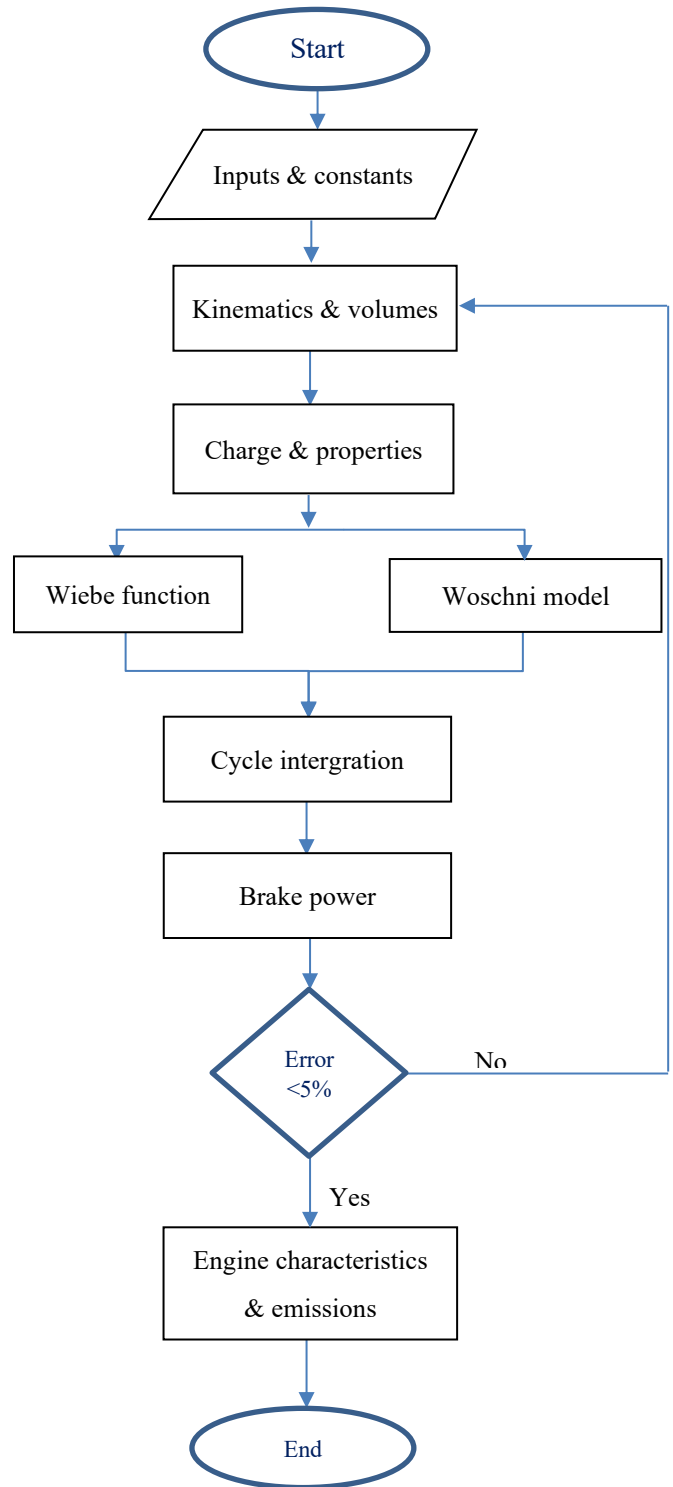 Start
Inputs & constants
Kinematics & volumes
Charge & properties
Wiebe function
Woschni model
Cycle intergration
Brake power
Error
<5%
No
Yes
Engine characteristics
& emissions
End